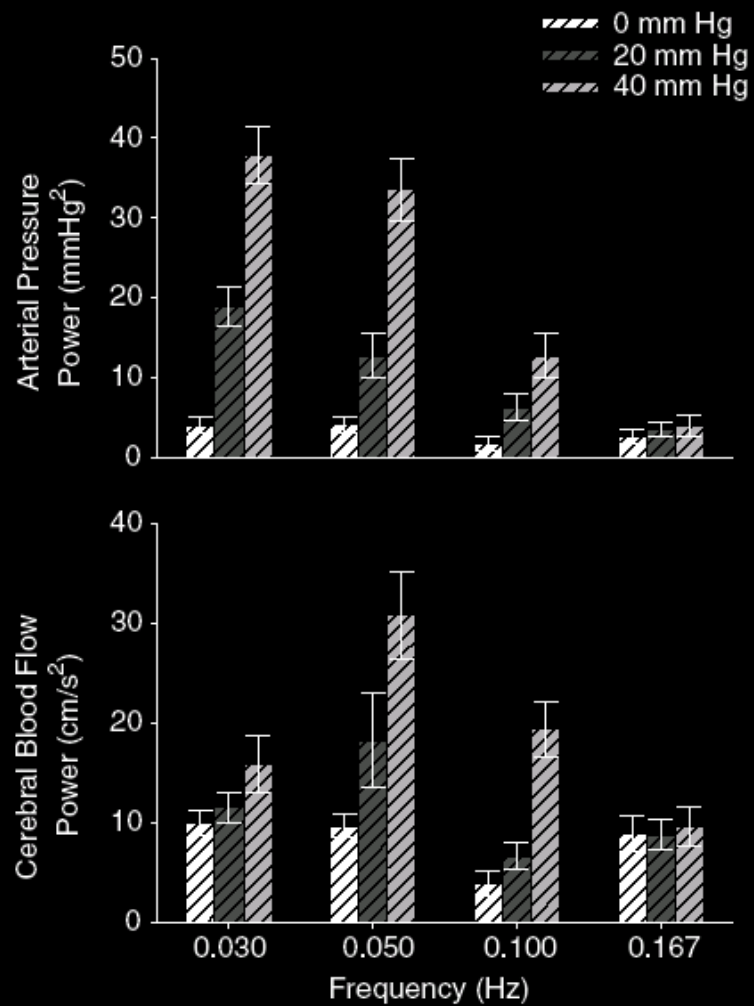 0 mm Hg
20 mm Hg
40 mm Hg
Arterial Pressure
Power (mmHg²)
50
40
30
20
10
0
Cerebral Blood Flow
Power (cm/s²)
40
30
20
10
0
0.030 0.050 0.100 0.167
Frequency (Hz)